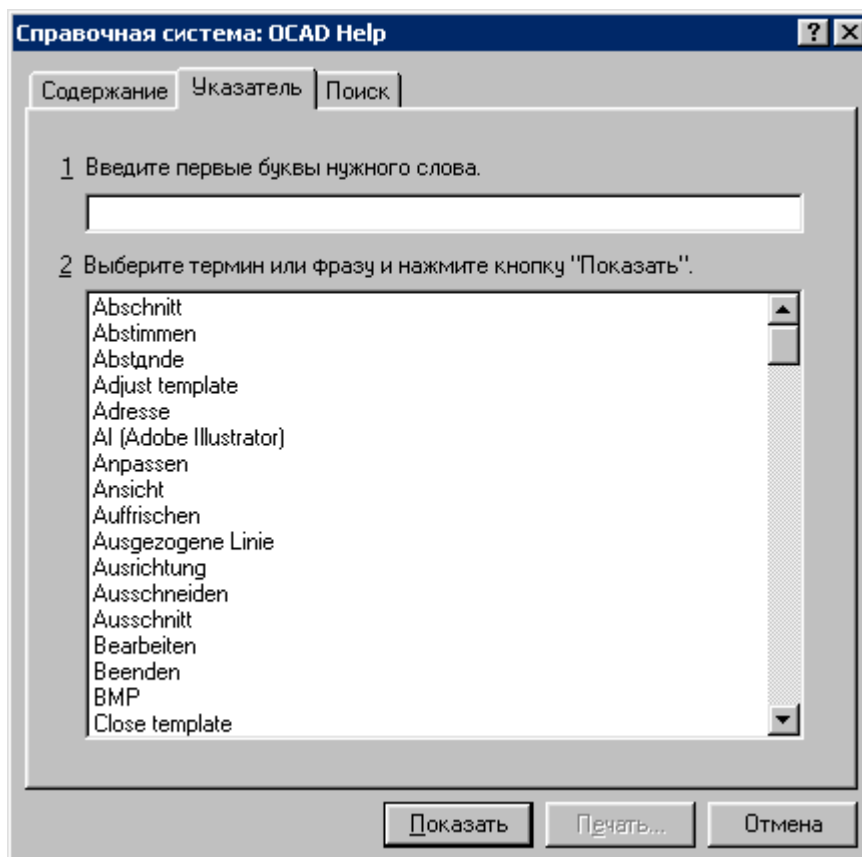 Справочная система: OCAD Help
Содержание Указатель Поиск
1 Введите первые буквы нужного слова.
2 Выберите термин или фразу и нажмите кнопку "Показать".
Abschnitt
Abstimmen
Abstдnde
Adjust template
Adresse
AI (Adobe Illustrator)
Anpassen
Ansicht
Auffrischen
Ausgezogene Linie
Ausrichtung
Ausschneiden
Ausschnitt
Bearbeiten
Beenden
BMP
Close template
Показать Печать... Отмена